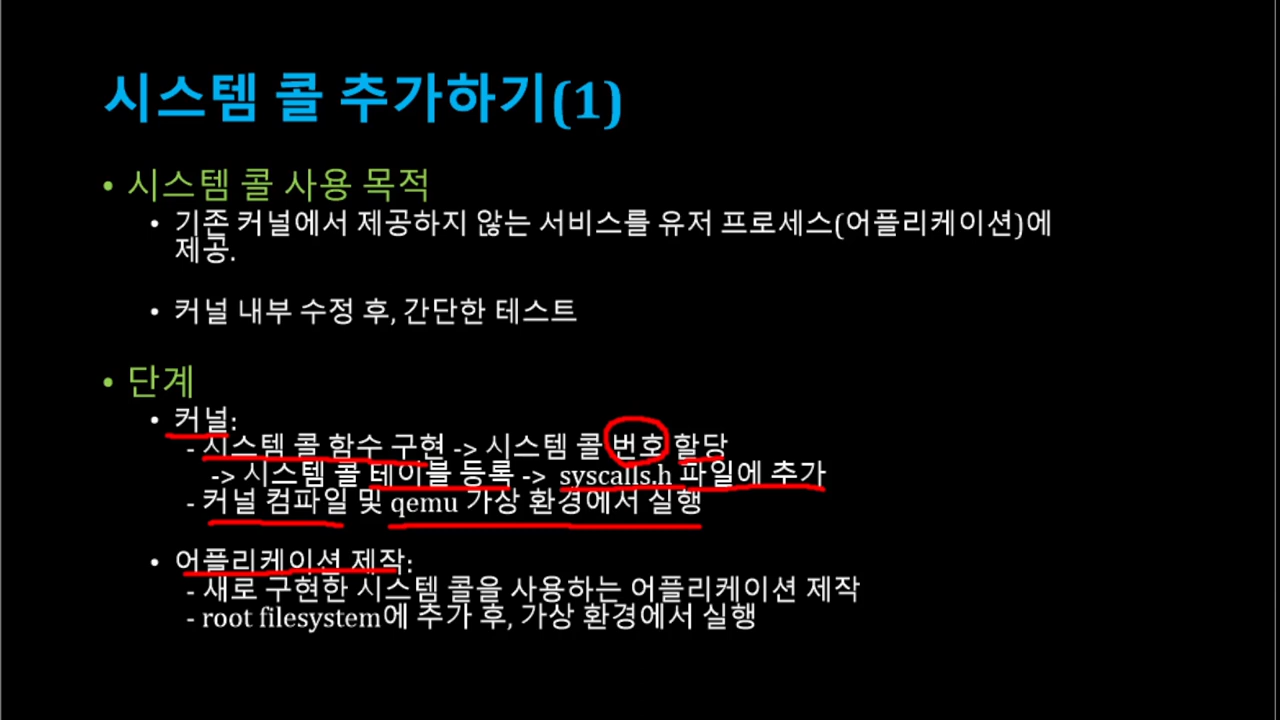 시스템 콜 추가하기(1)
• 시스템 콜 사용 목적
• 기존 커널에서 제공하지 않는 서비스를 유저 프로세스(어플리케이션)에
제공.
• 커널 내부 수정 후, 간단한 테스트
• 단계
• 커널:
- 시스템 콜 함수 구현 -> 시스템 콜 번호 할당
-> 시스템 콜 테이블 등록 -> syscalls.h 파일에 추가
- 커널 컴파일 및 qemu 가상 환경에서 실행
• 어플리케이션 제작:
- 새로 구현한 시스템 콜을 사용하는 어플리케이션 제작
- root filesystem에 추가 후, 가상 환경에서 실행